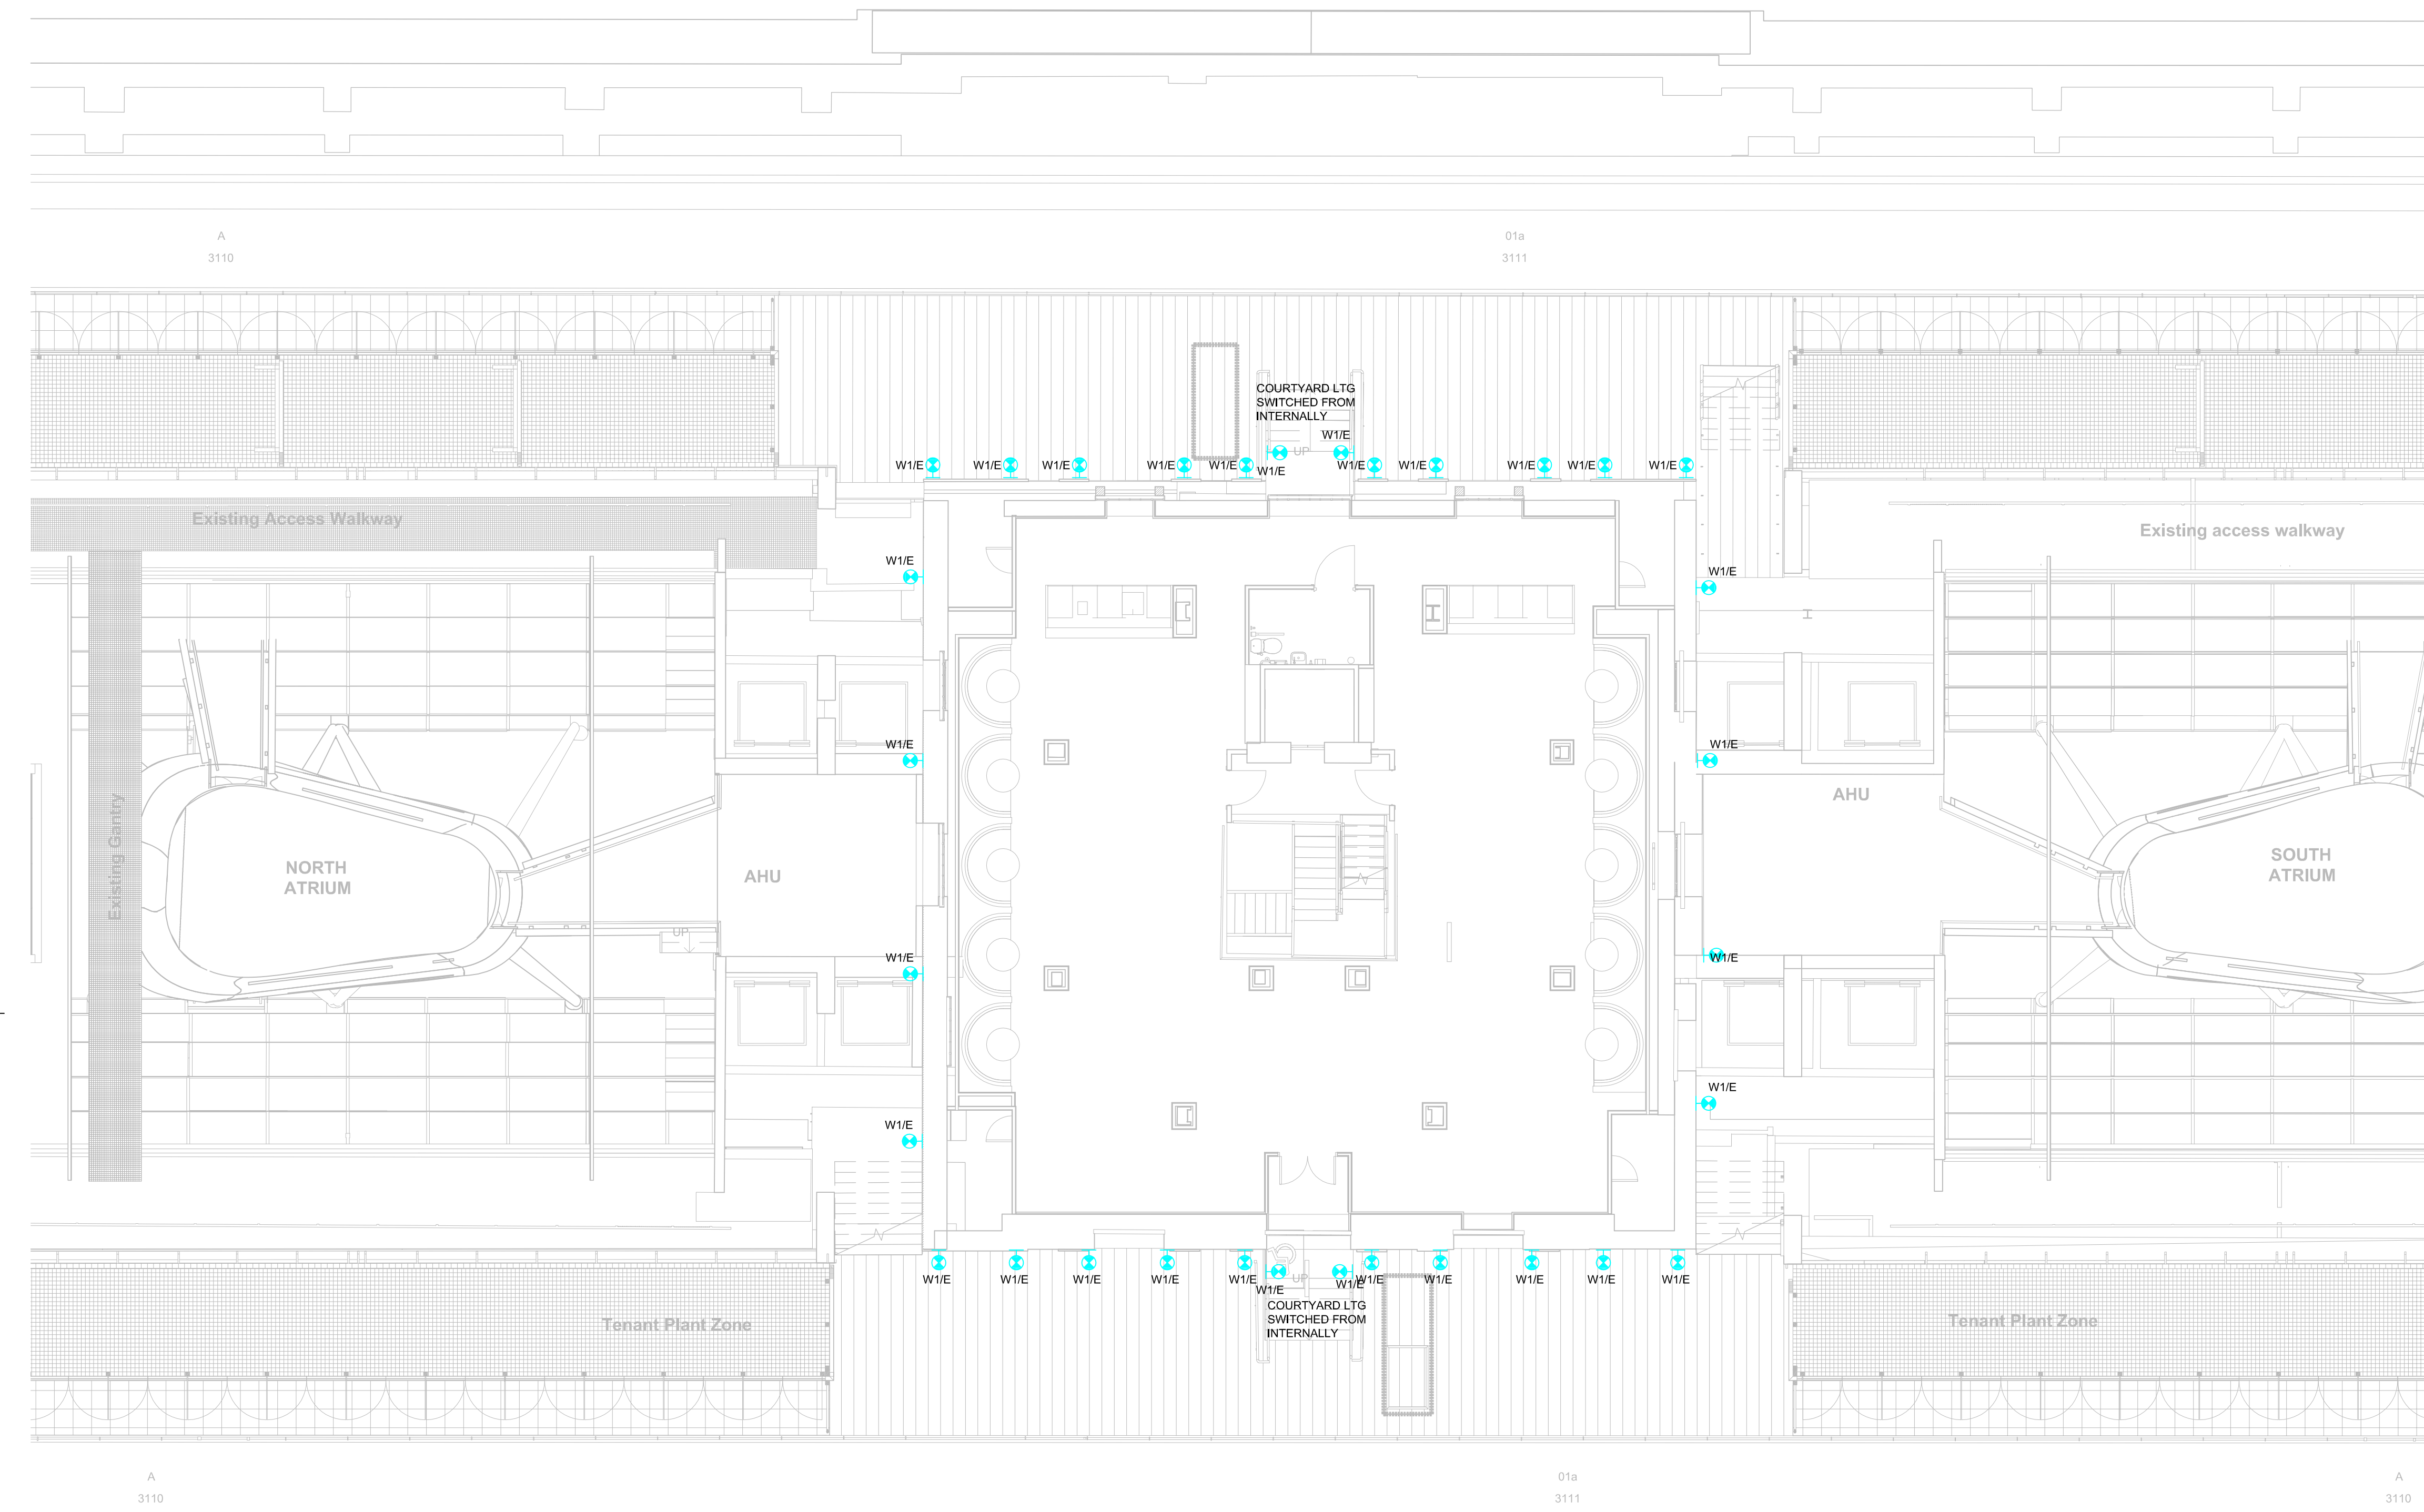 A
01a
3110
3111
COURTYARD LTG
SWITCHED FROM
INTERNALLY
W1/E
W1/E
W1/E
W1/E
W1/E
W1/E
W1/E
W1/E
W1/E
W1/E
W1/E
W1/E
W1/E
UP
Existing Access Walkway
Existing access walkway
W1/E
W1/E
W1/E
W1/E
AHU
AHU
Existing Gantry
NORTH
ATRIUM
SOUTH
ATRIUM
UP
W1/E
W1/E
W1/E
W1/E
UP
W1/E
W1/E
W1/E
W1/E
W1/E
W1/E
W1/E
W1/E
W1/E
W1/E
W1/E
W1/E
COURTYARD LTG
SWITCHED FROM
INTERNALLY
Tenant Plant Zone
Tenant Plant Zone
A
01a
A
3110
3111
3110